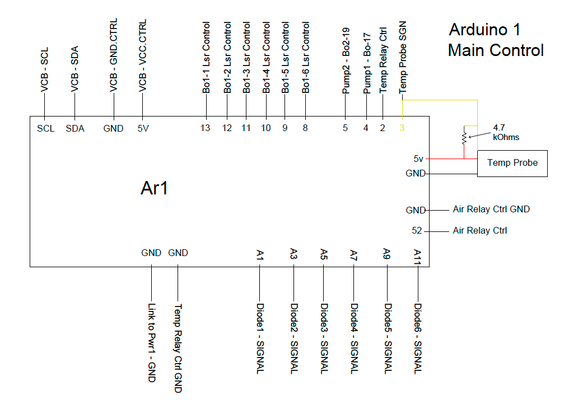 Arduino 1
Main Control
VCB - SCL
VCB - SDA
VCB - GND.CTRL
VCB - VCC.CTRL
Bo1-1 Lsr Control
Bo1-2 Lsr Control
Bo1-3 Lsr Control
Bo1-4 Lsr Control
Bo1-5 Lsr Control
Bo1-6 Lsr Control
Pump2 - Bo2-19
Pump1 - Bo-17
Temp Relay Ctrl
Temp Probe SGN
SCL
SDA
GND
5V
13
12
11
10
9
8
5
4
2
3
4.7
kOhms
5v
GND
Temp Probe
Ar1
GND
Air Relay Ctrl GND
52
Air Relay Ctrl
GND
GND
A1
A3
A5
A7
A9
A11
Link to Pwr1 - GND
Temp Relay Ctrl GND
Diode1 - SIGNAL
Diode2 - SIGNAL
Diode3 - SIGNAL
Diode4 - SIGNAL
Diode5 - SIGNAL
Diode6 - SIGNAL